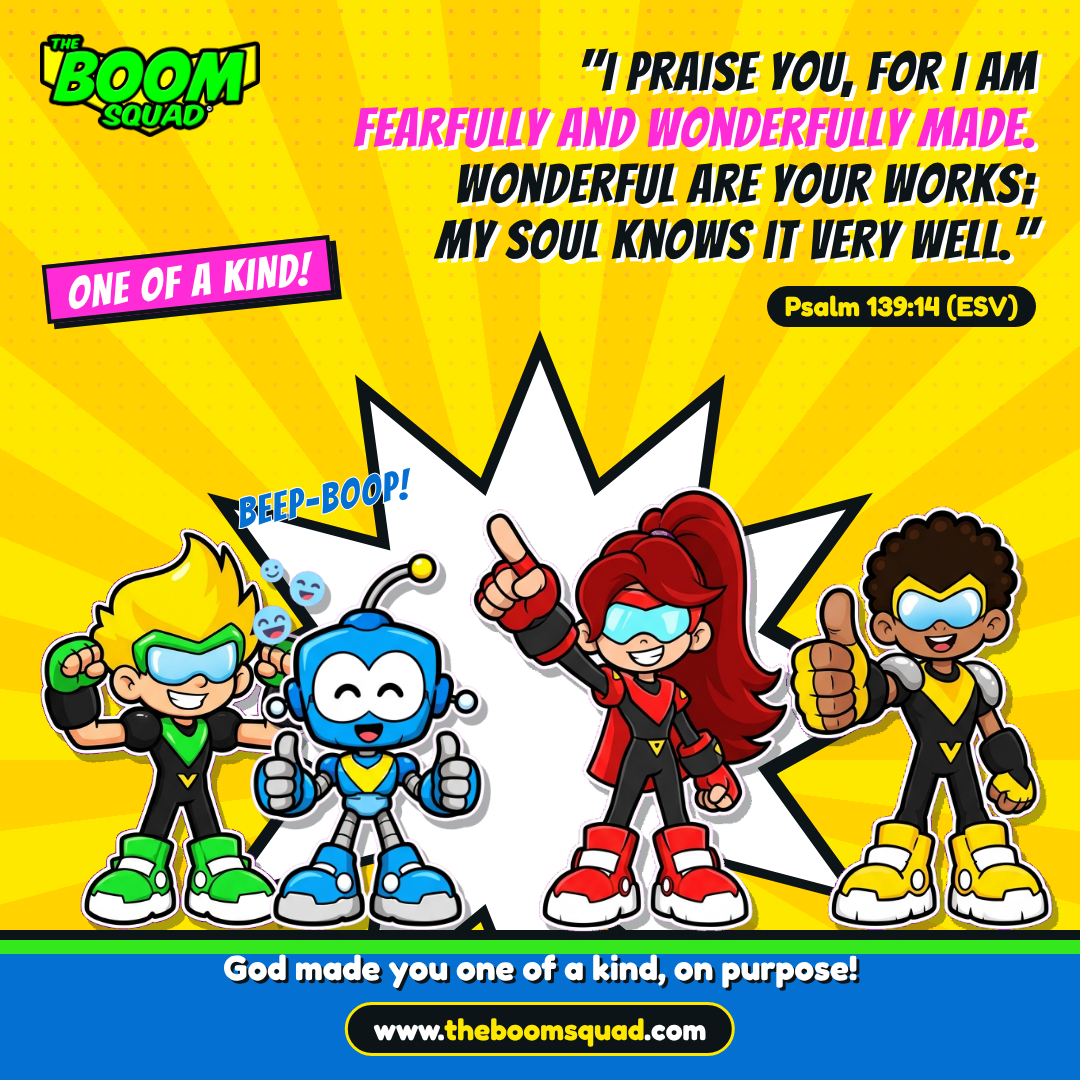 THE
BOOM
SQUAD
"I PRAISE YOU, FOR I AM
FEARFULLY AND WONDERFULLY MADE.
WONDERFUL ARE YOUR WORKS;
MY SOUL KNOWS IT VERY WELL."
Psalm 139:14 (ESV)
ONE OF A KIND!
BEEP-BOOP!
God made you one of a kind, on purpose!
www.theboomsquad.com